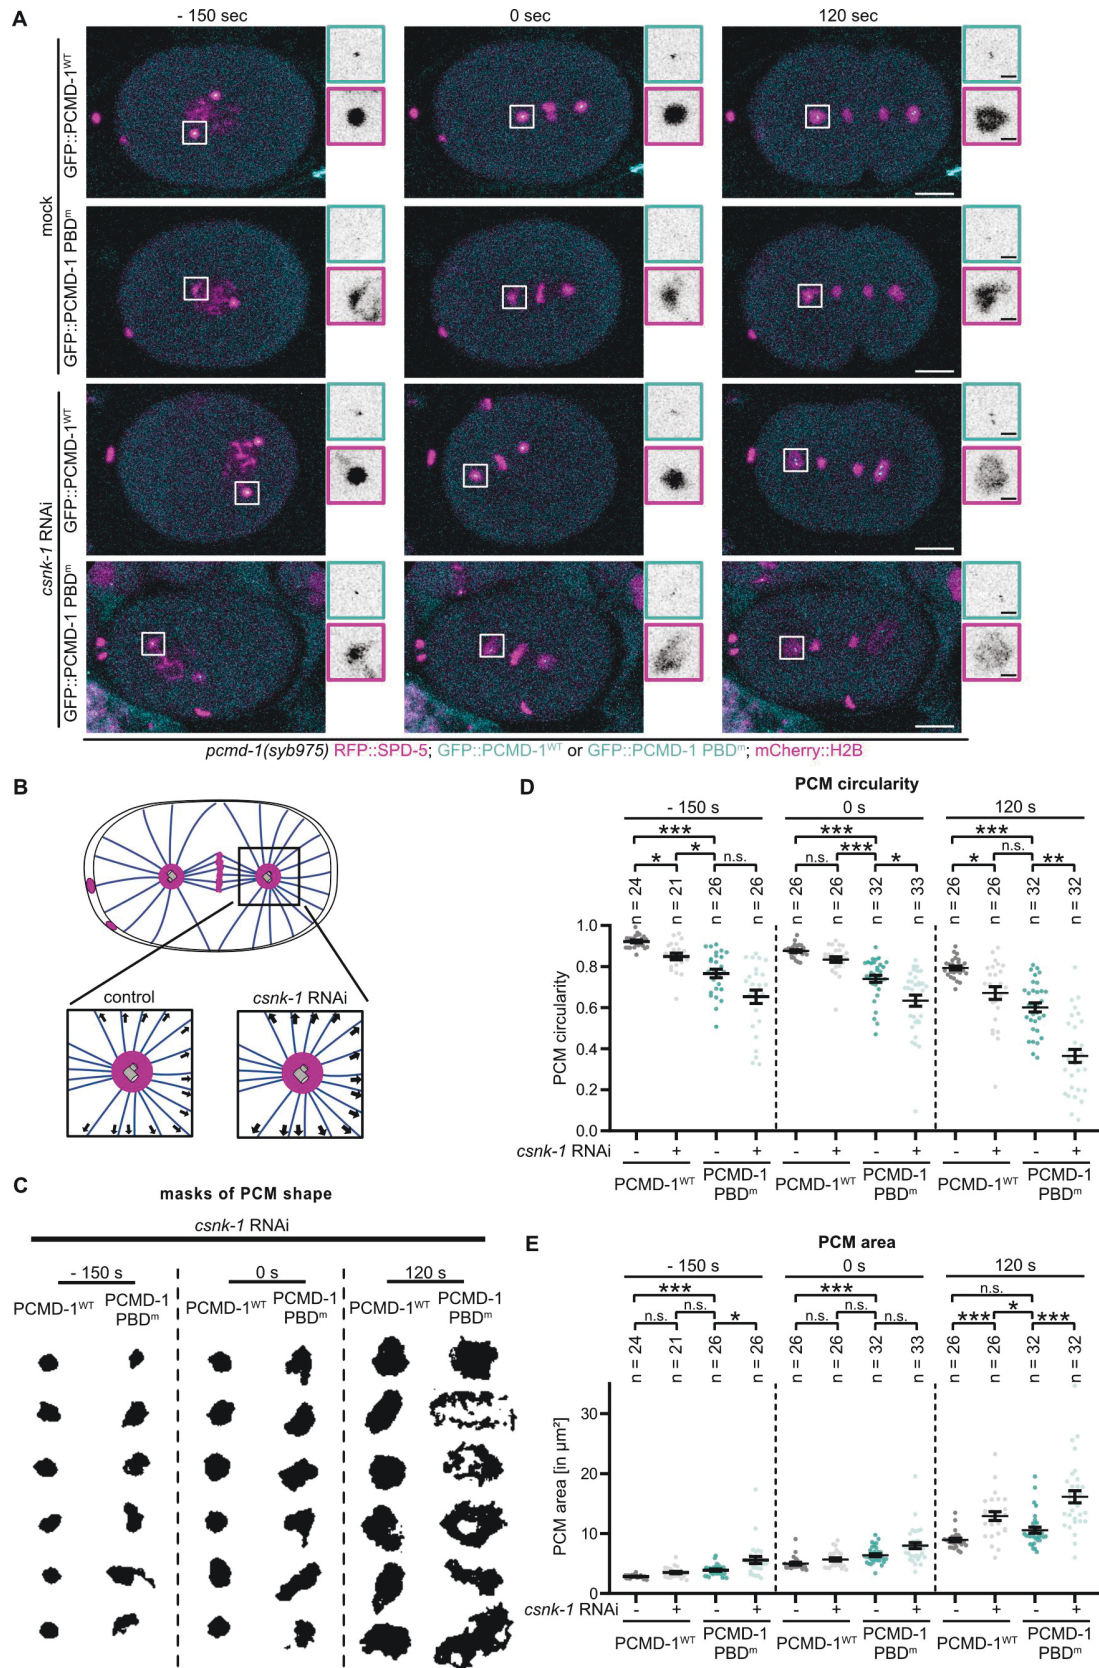 A
- 150 sec
0 sec
120 sec
mock
GFP::PCMD-1ᵂᵀ
GFP::PCMD-1 PBDᵐ
csnk-1 RNAi
GFP::PCMD-1ᵂᵀ
GFP::PCMD-1 PBDᵐ
pcmd-1(syb975) RFP::SPD-5; GFP::PCMD-1ᵂᵀ or GFP::PCMD-1 PBDᵐ; mCherry::H2B
B
control
csnk-1 RNAi
C
masks of PCM shape
csnk-1 RNAi
- 150 s
0 s
120 s
PCMD-1ᵂᵀ
PCMD-1 PBDᵐ
PCMD-1ᵂᵀ
PCMD-1 PBDᵐ
PCMD-1ᵂᵀ
PCMD-1 PBDᵐ
D
PCM circularity
- 150 s
0 s
120 s
*** *** ***
* *** n.s.
* n.s. n.s. * * **
n = 24
n = 21
n = 26
n = 26
n = 26
n = 26
n = 32
n = 33
n = 26
n = 26
n = 32
n = 32
PCM circularity
1.0
0.8
0.6
0.4
0.2
0.0
csnk-1 RNAi
- + - + - + - + - + - +
PCMD-1ᵂᵀ
PCMD-1 PBDᵐ
PCMD-1ᵂᵀ
PCMD-1 PBDᵐ
PCMD-1ᵂᵀ
PCMD-1 PBDᵐ
E
PCM area
- 150 s
0 s
120 s
*** *** n.s.
n.s. n.s. *
n.s. * n.s. n.s. *** ***
n = 24
n = 21
n = 26
n = 26
n = 26
n = 26
n = 32
n = 33
n = 26
n = 26
n = 32
n = 32
PCM area [in µm²]
30
20
10
0
csnk-1 RNAi
- + - + - + - + - + - +
PCMD-1ᵂᵀ
PCMD-1 PBDᵐ
PCMD-1ᵂᵀ
PCMD-1 PBDᵐ
PCMD-1ᵂᵀ
PCMD-1 PBDᵐ